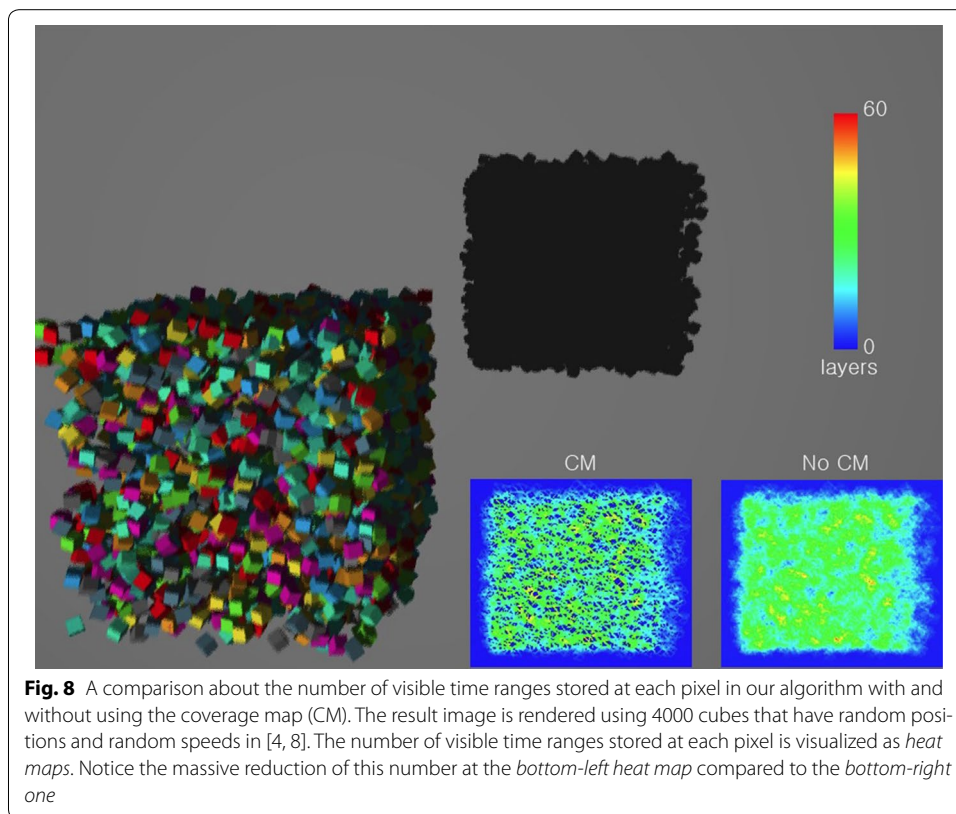 60
0
layers
CM
No CM
Fig. 8 A comparison about the number of visible time ranges stored at each pixel in our algorithm with and
without using the coverage map (CM). The result image is rendered using 4000 cubes that have random posi-
tions and random speeds in [4, 8]. The number of visible time ranges stored at each pixel is visualized as heat
maps. Notice the massive reduction of this number at the bottom-left heat map compared to the bottom-right
one